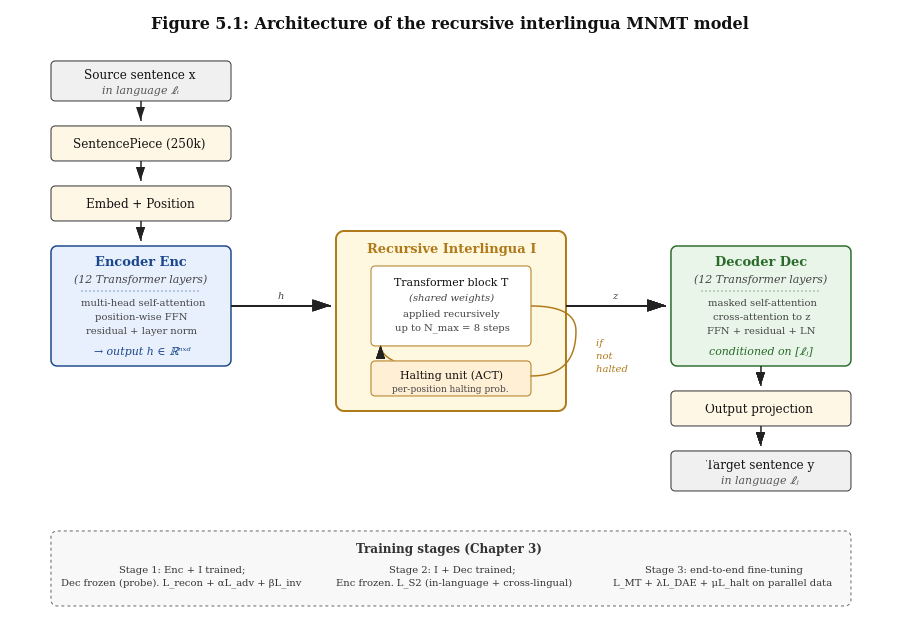 Figure 5.1: Architecture of the recursive interlingua MNMT model
Source sentence x
in language ℓᵢ
SentencePiece (250k)
Embed + Position
Encoder Enc
(12 Transformer layers)
multi-head self-attention
position-wise FFN
residual + layer norm
→ output h ∈ ℝⁿˣᵈ
h
Recursive Interlingua I
Transformer block T
(shared weights)
applied recursively
up to N_max = 8 steps
Halting unit (ACT)
per-position halting prob.
if
not
halted
z
Decoder Dec
(12 Transformer layers)
masked self-attention
cross-attention to z
FFN + residual + LN
conditioned on [ℓⱼ]
Output projection
Target sentence y
in language ℓⱼ
Training stages (Chapter 3)
Stage 1: Enc + I trained;
Dec frozen (probe). L_recon + αL_adv + βL_inv
Stage 2: I + Dec trained;
Enc frozen. L_S2 (in-language + cross-lingual)
Stage 3: end-to-end fine-tuning
L_MT + λL_DAE + μL_halt on parallel data